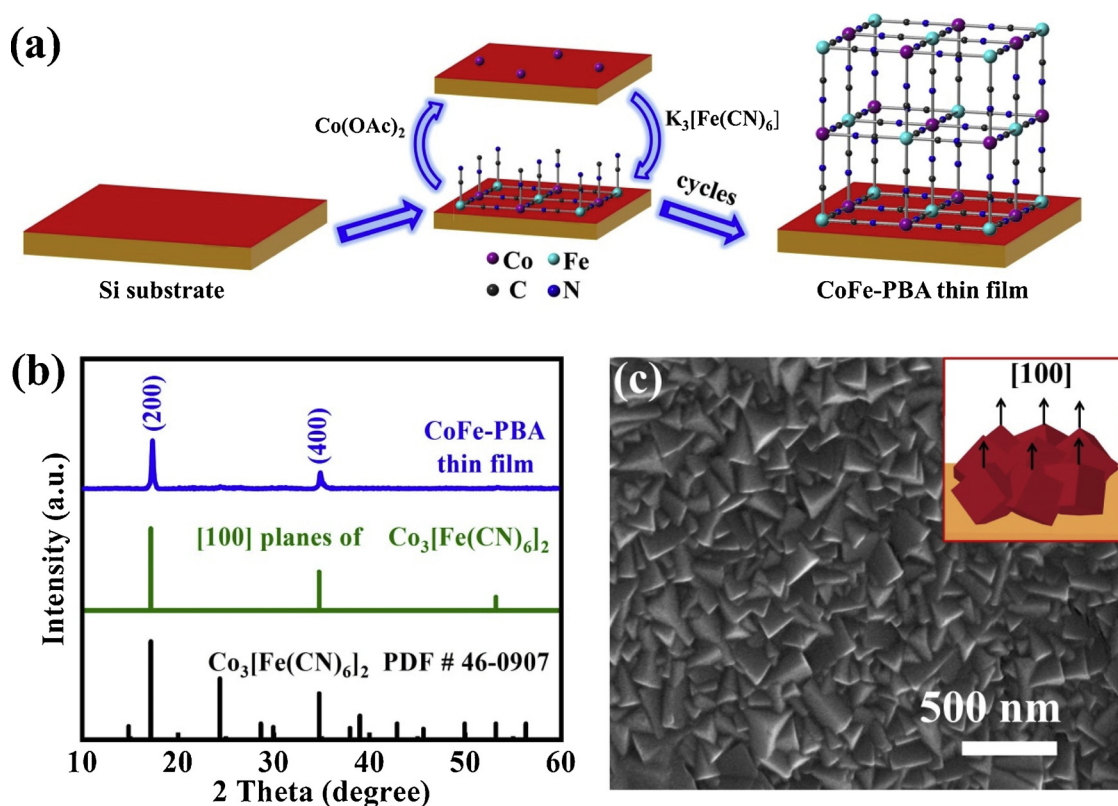 (a)
Co(OAc)₂
K₃[Fe(CN)₆]
cycles
Si substrate
Co Fe
C N
CoFe-PBA thin film
(b)
Intensity (a.u.)
(200)
(400)
CoFe-PBA
thin film
[100] planes of Co₃[Fe(CN)₆]₂
Co₃[Fe(CN)₆]₂ PDF # 46-0907
10 20 30 40 50 60
2 Theta (degree)
(c)
[100]
500 nm